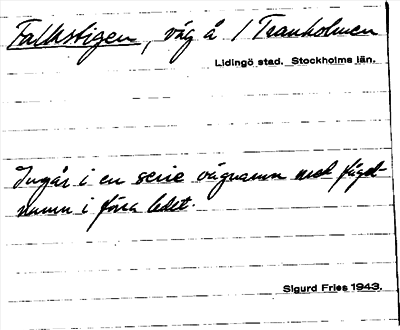 Falkstigen, väg å / Tranholmen
Lidingö stad. Stockholms län.
Ingår i en serie vägnamn med fågel-
namn i förra ledet.
Sigurd Fries 1943.